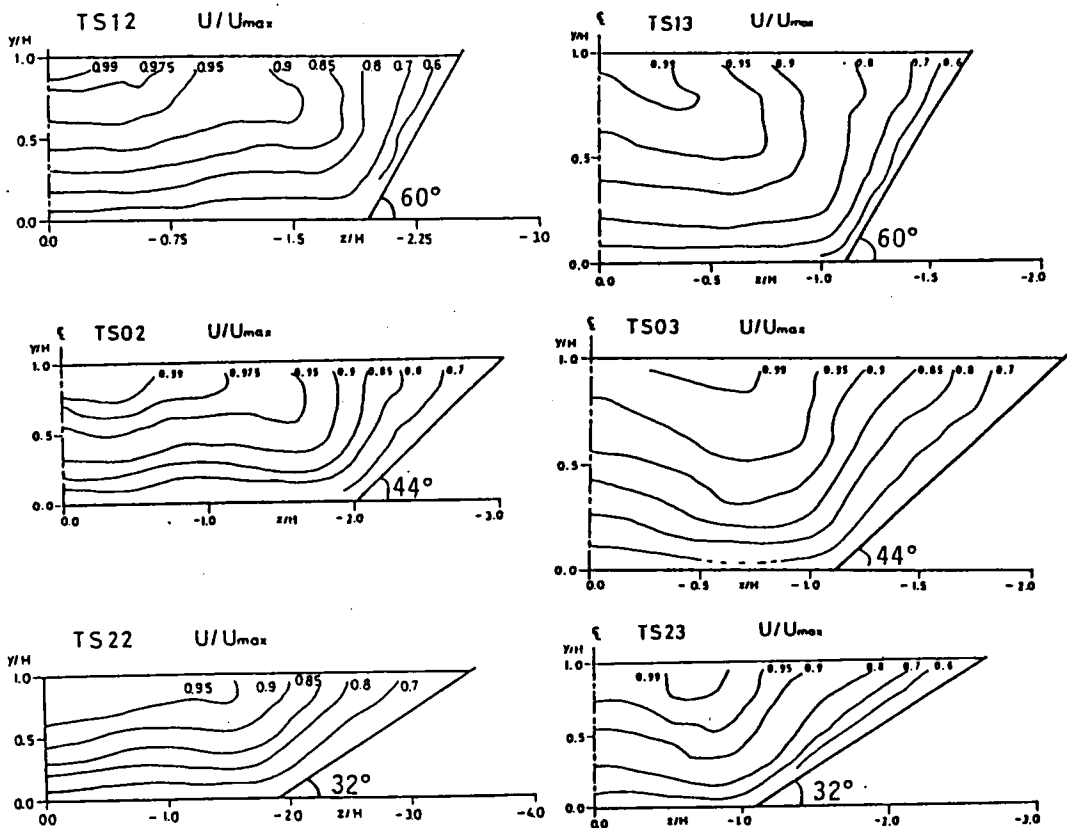 TS12 U/Umax
y/H
1.0
0.5
0.0
0.99 0.975 0.95 0.9 0.85 0.8 0.7 0.6
60°
0.0 -0.75 -1.5 z/H -2.25 -3.0
℄ TS13 U/Umax
y/H
1.0
0.5
0.0
0.99 0.95 0.9 0.8 0.7 0.6
60°
0.0 -0.5 z/H -1.0 -1.5 -2.0
℄ TS02 U/Umax
y/H
1.0
0.5
0.0
0.99 0.975 0.95 0.9 0.85 0.8 0.7
44°
0.0 -1.0 z/H -2.0 -3.0
℄ TS03 U/Umax
y/H
1.0
0.5
0.0
0.99 0.95 0.9 0.85 0.8 0.7
44°
0.0 -0.5 z/H -1.0 -1.5 -2.0
TS22 U/Umax
y/H
1.0
0.5
0.0
0.95 0.9 0.85 0.8 0.7
32°
0.0 -1.0 z/H -2.0 -3.0 -4.0
℄ TS23 U/Umax
y/H
1.0
0.5
0.0
0.99 0.95 0.9 0.8 0.7 0.6
32°
0.0 -1.0 z/H -2.0 -3.0